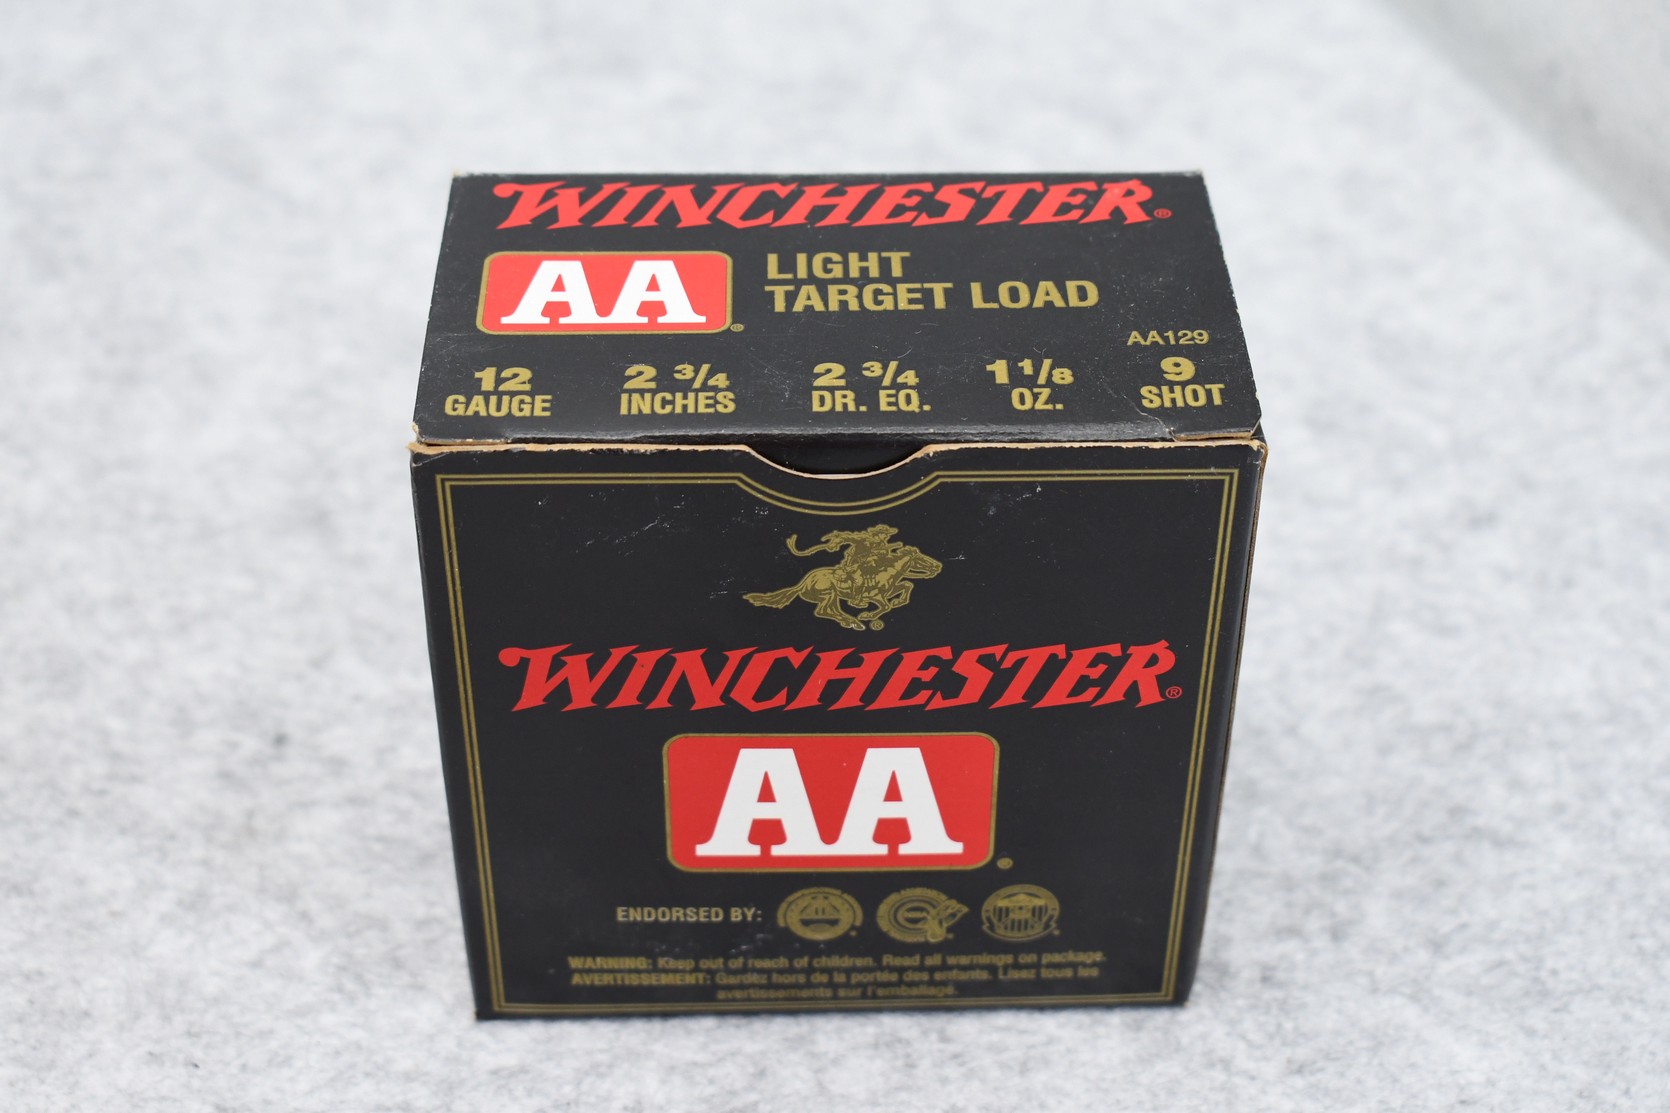 WINCHESTER®
AA® LIGHT
TARGET LOAD
AA129
12 2 3/4 2 3/4 1 1/8 9
GAUGE INCHES DR. EQ. OZ. SHOT
®
WINCHESTER®
AA®
ENDORSED BY:
WARNING: Keep out of reach of children. Read all warnings on package.
AVERTISSEMENT: Gardez hors de la portée des enfants. Lisez tous les
avertissements sur l'emballage.